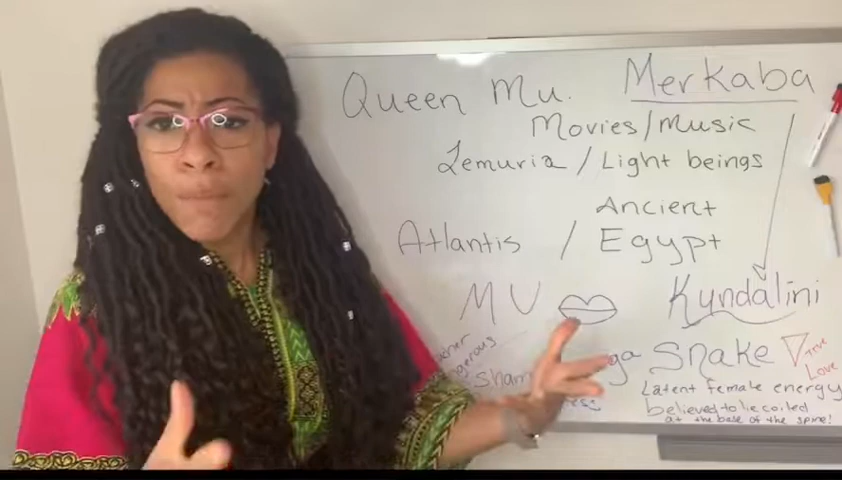 Queen Mu. Merkaba
Movies/Music
Lemuria / Light beings
Ancient
Atlantis / Egypt
MU Kundalini
Snake True
Love
Latent female energy
believed to lie coiled
at the base of the spine!